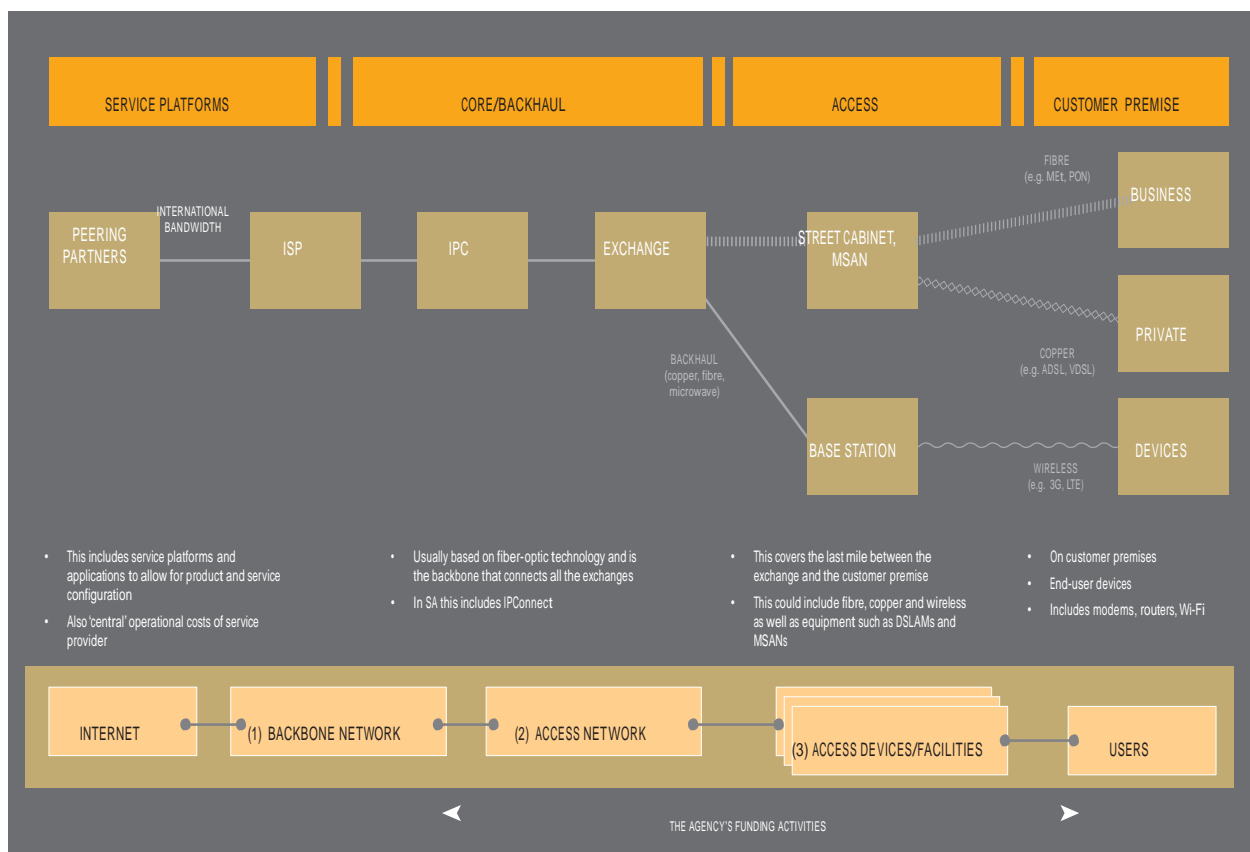 SERVICE PLATFORMS
CORE/BACKHAUL
ACCESS
CUSTOMER PREMISE
PEERING
PARTNERS
INTERNATIONAL
BANDWIDTH
ISP
IPC
EXCHANGE
STREET CABINET,
MSAN
FIBRE
(e.g. MEt, PON)
BUSINESS
PRIVATE
COPPER
(e.g. ADSL, VDSL)
BACKHAUL
(copper, fibre,
microwave)
BASE STATION
WIRELESS
(e.g. 3G, LTE)
DEVICES
• This includes service platforms and
applications to allow for product and service
configuration
• Also ‘central’ operational costs of service
provider
• Usually based on fiber-optic technology and is
the backbone that connects all the exchanges
• In SA this includes IPConnect
• This covers the last mile between the
exchange and the customer premise
• This could include fibre, copper and wireless
as well as equipment such as DSLAMs and
MSANs
• On customer premises
• End-user devices
• Includes modems, routers, Wi-Fi
INTERNET
(1) BACKBONE NETWORK
(2) ACCESS NETWORK
(3) ACCESS DEVICES/FACILITIES
USERS
THE AGENCY’S FUNDING ACTIVITIES